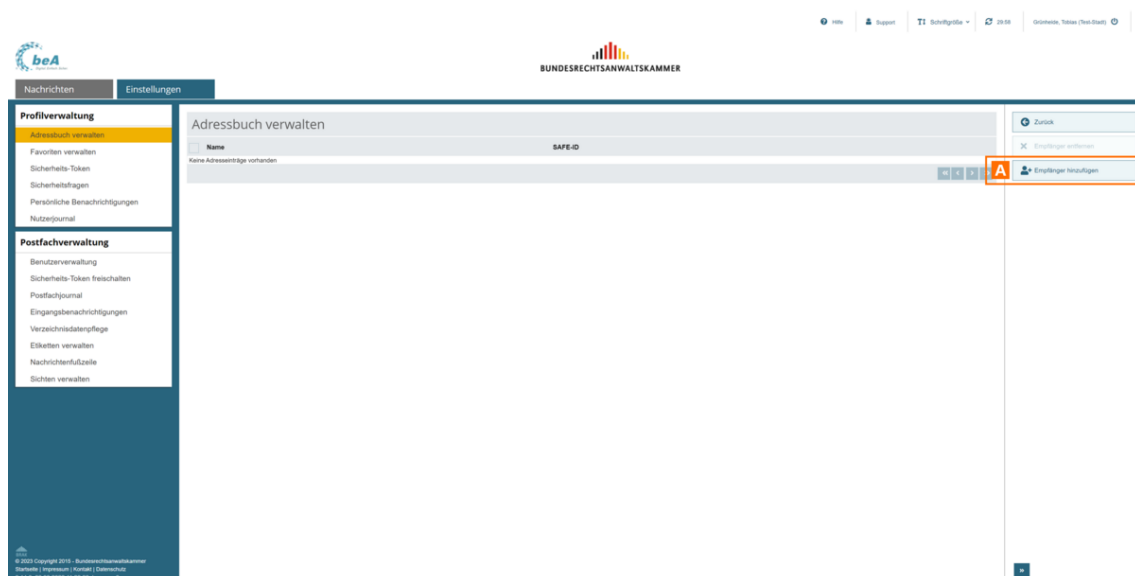 Hilfe Support Schriftgröße 29:59 Grünheide, Tobias (Test-Stadt)
beA
BUNDESRECHTSANWALTSKAMMER
Nachrichten Einstellungen
Profilverwaltung
Adressbuch verwalten
Favoriten verwalten
Sicherheits-Token
Sicherheitsfragen
Persönliche Benachrichtigungen
Nutzerjournal
Postfachverwaltung
Benutzerverwaltung
Sicherheits-Token freischalten
Postfachjournal
Eingangsbenachrichtigungen
Verzeichnisdatenpflege
Etiketten verwalten
Nachrichtenfußzeile
Sichten verwalten
Adressbuch verwalten
Name SAFE-ID
Keine Adresseinträge vorhanden
Zurück
Empfänger entfernen
A Empfänger hinzufügen
© 2023 Copyright 2015 - Bundesrechtsanwaltskammer
Startseite | Impressum | Kontakt | Datenschutz